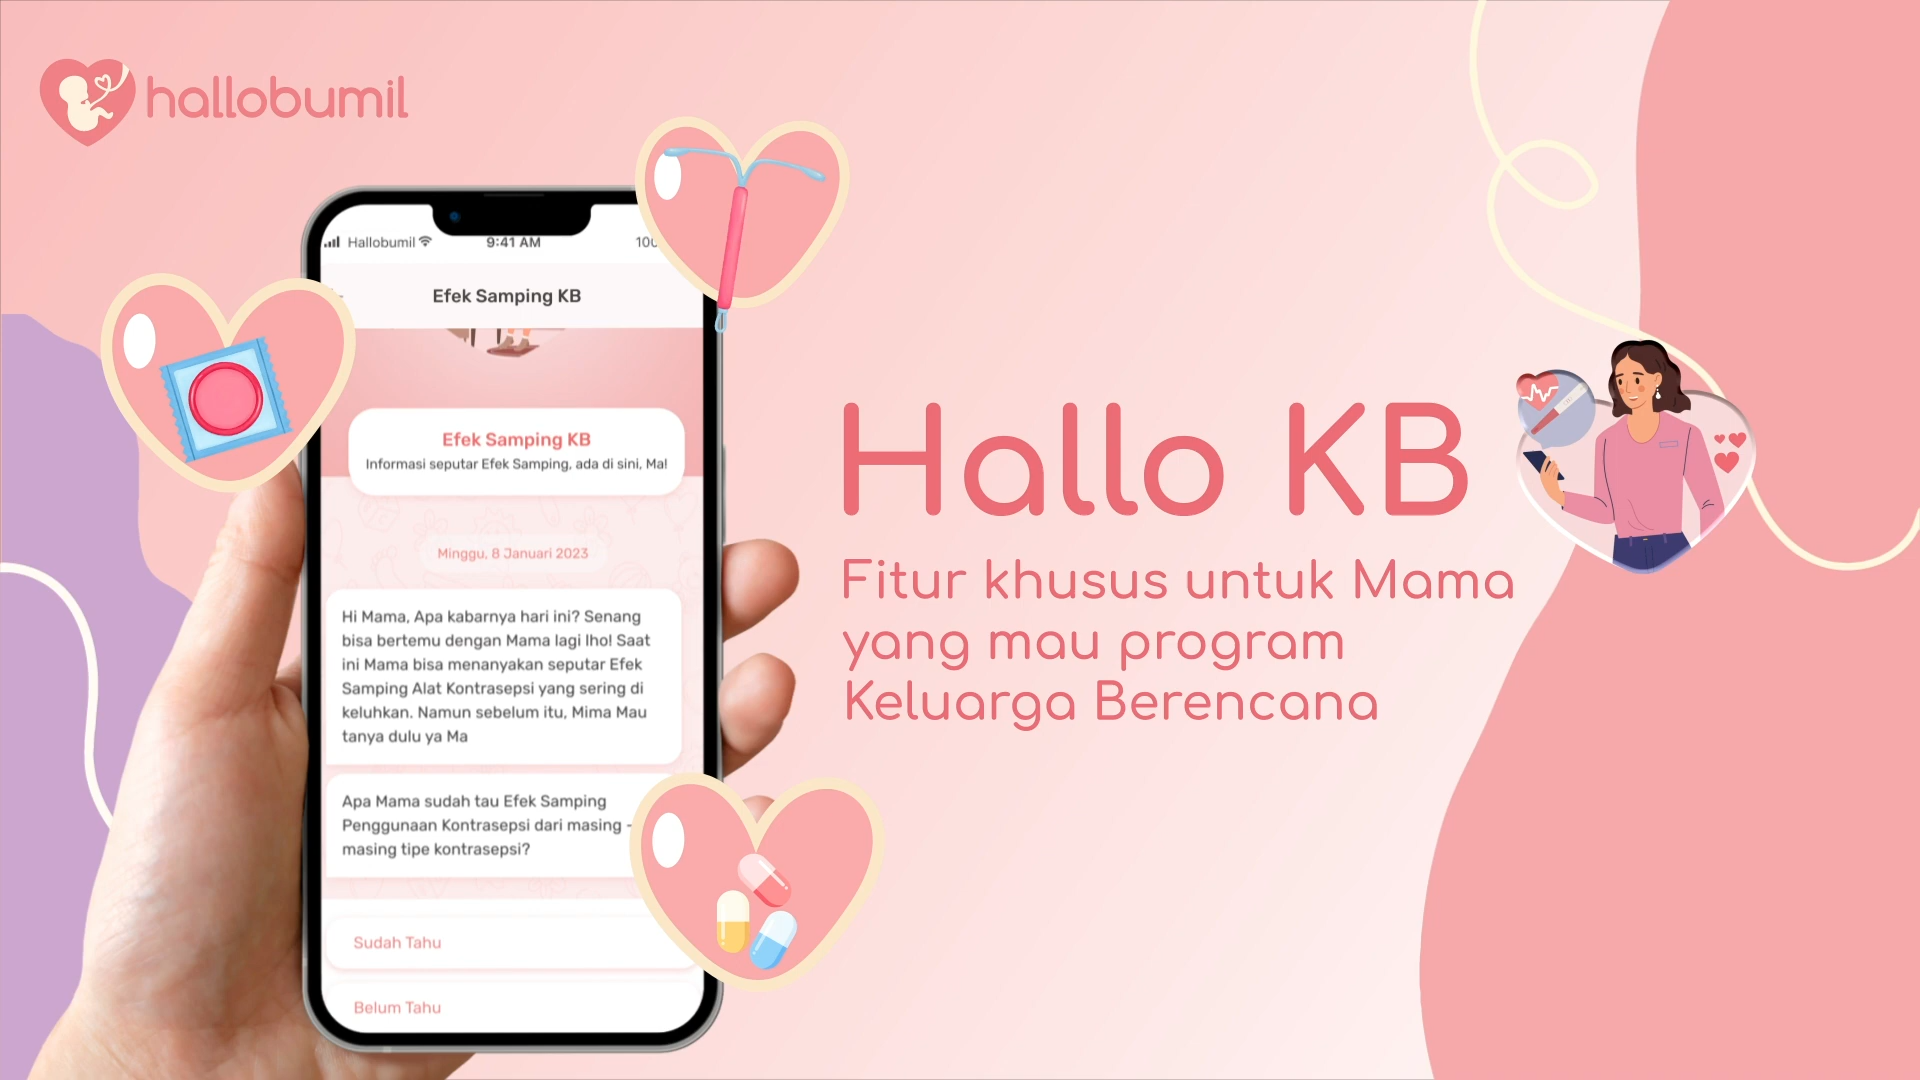 hallobumil
Hallobumil
9:41 AM
Efek Samping KB
Efek Samping KB
Informasi seputar Efek Samping, ada di sini, Ma!
Minggu, 8 Januari 2023
Hi Mama, Apa kabarnya hari ini? Senang
bisa bertemu dengan Mama lagi lho! Saat
ini Mama bisa menanyakan seputar Efek
Samping Alat Kontrasepsi yang sering di
keluhkan. Namun sebelum itu, Mima Mau
tanya dulu ya Ma
Apa Mama sudah tau Efek Samping
Penggunaan Kontrasepsi dari masing -
masing tipe kontrasepsi?
Sudah Tahu
Belum Tahu
Hallo KB
Fitur khusus untuk Mama
yang mau program
Keluarga Berencana